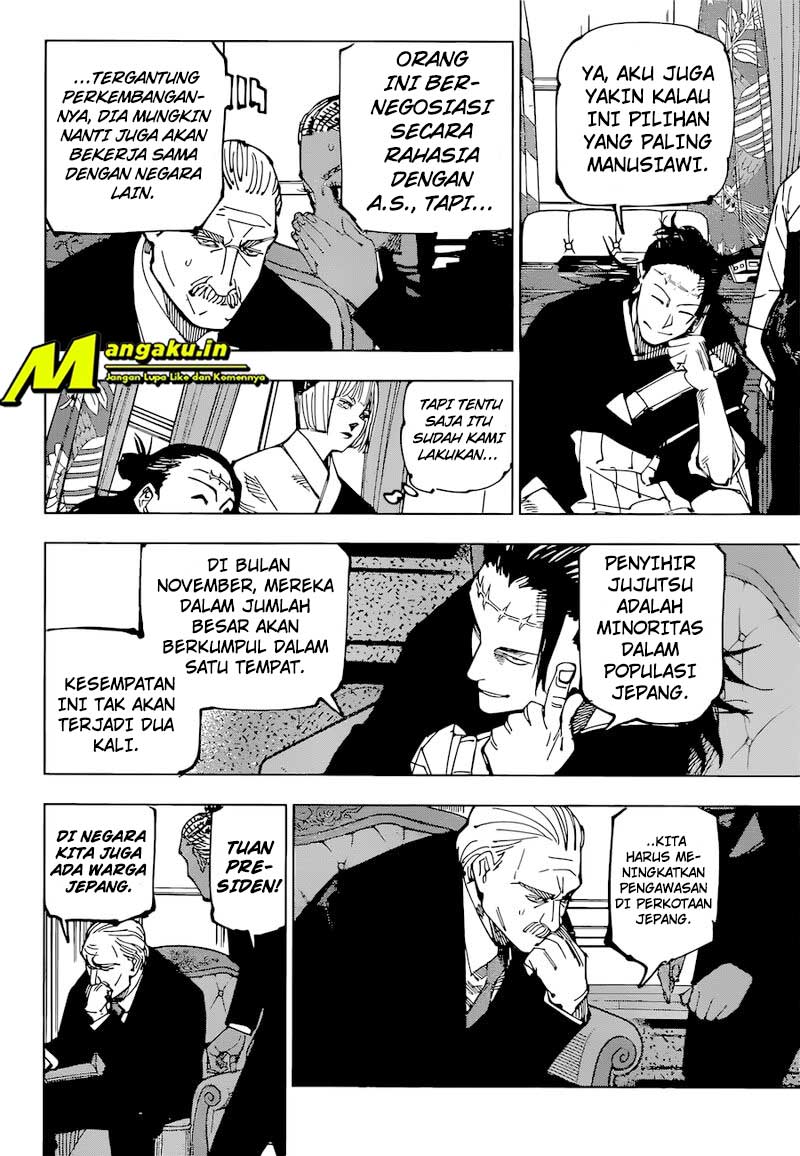 YA, AKU JUGA
YAKIN KALAU
INI PILIHAN
YANG PALING
MANUSIAWI.
ORANG
INI BER-
NEGOSIASI
SECARA
RAHASIA
DENGAN
A.S., TAPI...
...TERGANTUNG
PERKEMBANGAN-
NYA, DIA MUNGKIN
NANTI JUGA AKAN
BEKERJA SAMA
DENGAN NEGARA
LAIN.
Mangaku.in
Jangan Lupa Like dan Komennya
TAPI TENTU
SAJA ITU
SUDAH KAMI
LAKUKAN...
PENYIHIR
JUJUTSU
ADALAH
MINORITAS
DALAM
POPULASI
JEPANG.
DI BULAN
NOVEMBER, MEREKA
DALAM JUMLAH
BESAR AKAN
BERKUMPUL DALAM
SATU TEMPAT.
KESEMPATAN
INI TAK AKAN
TERJADI DUA
KALI.
..KITA
HARUS ME-
NINGKATKAN
PENGAWASAN
DI PERKOTAAN
JEPANG.
TUAN
PRE-
SIDEN!
DI NEGARA
KITA JUGA
ADA WARGA
JEPANG.